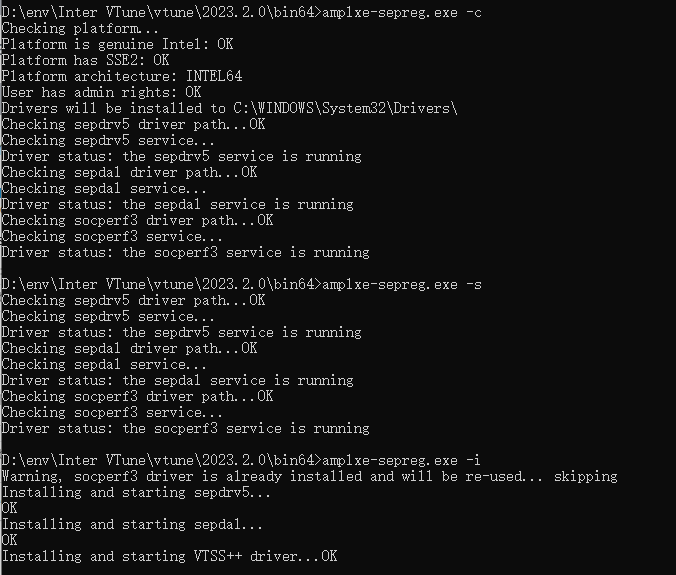 D:\env\Inter VTune\vtune\2023.2.0\bin64>amplxe-sepreg.exe -c
Checking platform...
Platform is genuine Intel: OK
Platform has SSE2: OK
Platform architecture: INTEL64
User has admin rights: OK
Drivers will be installed to C:\WINDOWS\System32\Drivers\
Checking sepdrv5 driver path...OK
Checking sepdrv5 service...
Driver status: the sepdrv5 service is running
Checking sepdal driver path...OK
Checking sepdal service...
Driver status: the sepdal service is running
Checking socperf3 driver path...OK
Checking socperf3 service...
Driver status: the socperf3 service is running
D:\env\Inter VTune\vtune\2023.2.0\bin64>amplxe-sepreg.exe -s
Checking sepdrv5 driver path...OK
Checking sepdrv5 service...
Driver status: the sepdrv5 service is running
Checking sepdal driver path...OK
Checking sepdal service...
Driver status: the sepdal service is running
Checking socperf3 driver path...OK
Checking socperf3 service...
Driver status: the socperf3 service is running
D:\env\Inter VTune\vtune\2023.2.0\bin64>amplxe-sepreg.exe -i
Warning, socperf3 driver is already installed and will be re-used... skipping
Installing and starting sepdrv5...
OK
Installing and starting sepdal...
OK
Installing and starting VTSS++ driver...OK